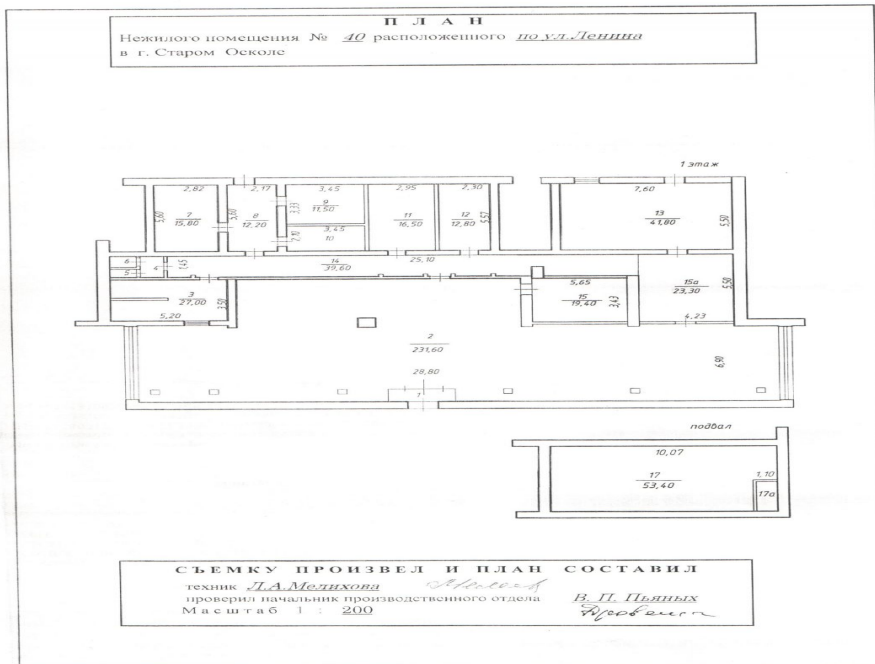 ПЛАН
Нежилого помещения № 40 расположенного по ул.Ленина
в г. Старом Осколе
1 этаж
2,82 2,17 3,45 2,95 2,30 7,60
5,60 7 15,80 5,60 8 12,20 3,33 9 11,50 11 16,50 12 12,80 5,57 13 41,80 5,50
2,10 3,45 10
6 5 4 1,45 14 39,60 25,10
3 27,00 3,50 5,20
5,65 15 19,40 3,43
15а 23,30 5,50 4,23
2 231,60 6,90
28,80
1
подвал
10,07
17 53,40 1,10 17а
СЪЕМКУ ПРОИЗВЕЛ И ПЛАН СОСТАВИЛ
техник Л.А.Мелихова
проверил начальник производственного отдела В. П. Пьяных
Масштаб 1 : 200